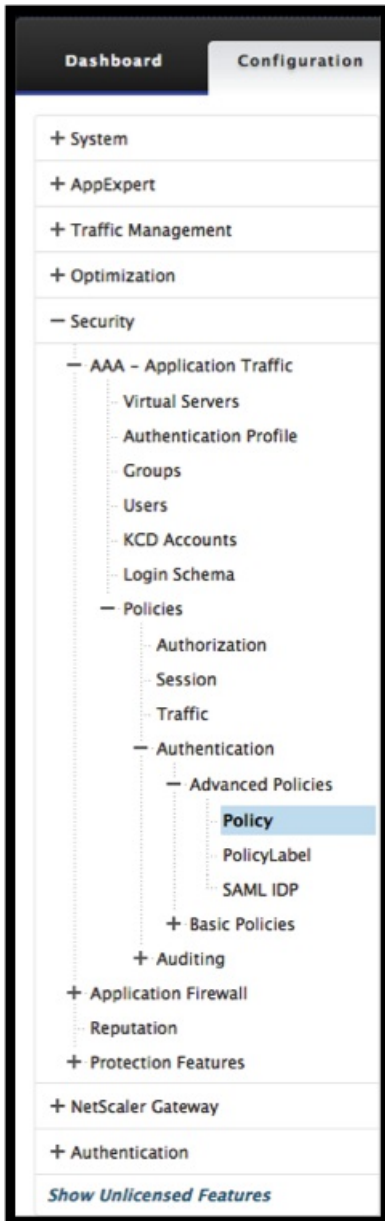 Dashboard Configuration
+ System
+ AppExpert
+ Traffic Management
+ Optimization
− Security
− AAA – Application Traffic
Virtual Servers
Authentication Profile
Groups
Users
KCD Accounts
Login Schema
− Policies
Authorization
Session
Traffic
− Authentication
− Advanced Policies
Policy
PolicyLabel
SAML IDP
+ Basic Policies
+ Auditing
+ Application Firewall
Reputation
+ Protection Features
+ NetScaler Gateway
+ Authentication
Show Unlicensed Features